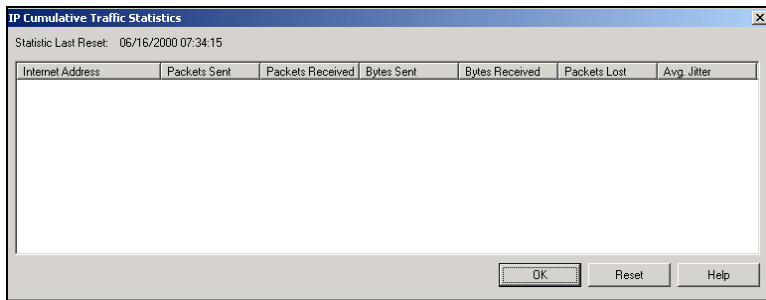 IP Cumulative Traffic Statistics
Statistic Last Reset: 06/16/2000 07:34:15
Internet Address Packets Sent Packets Received Bytes Sent Bytes Received Packets Lost Avg. Jitter
OK Reset Help